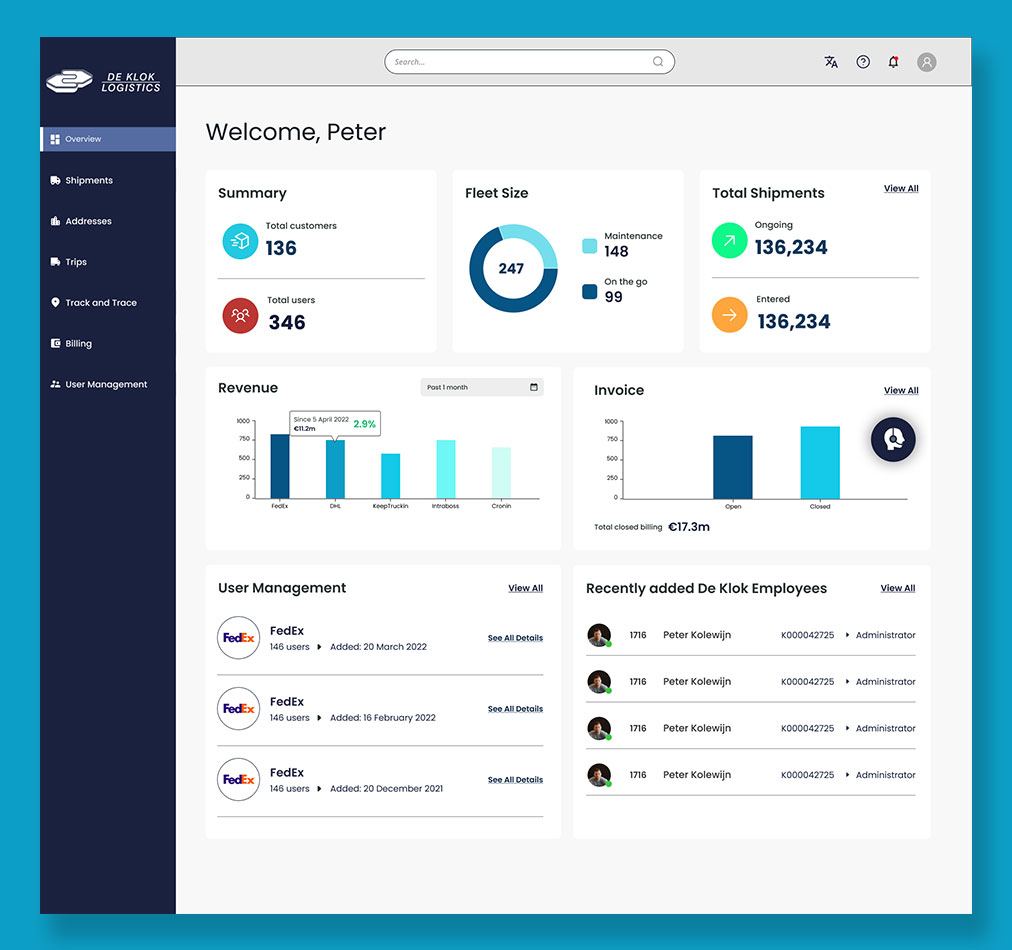 DE KLOK
LOGISTICS
Search...
Overview
Shipments
Addresses
Trips
Track and Trace
Billing
User Management
Welcome, Peter
Summary
Total customers
136
Total users
346
Fleet Size
247
Maintenance
148
On the go
99
Total Shipments
View All
Ongoing
136,234
Entered
136,234
Revenue
Past 1 month
Since 5 April 2022
€11.2m
2.9%
1000
750
500
250
0
FedEx
DHL
KeepTruckin
Intraboss
Cronin
Invoice
View All
1000
750
500
250
0
Open
Closed
Total closed billing €17.3m
User Management
View All
FedEx
FedEx
146 users
Added: 20 March 2022
See All Details
FedEx
FedEx
146 users
Added: 16 February 2022
See All Details
FedEx
FedEx
146 users
Added: 20 December 2021
See All Details
Recently added De Klok Employees
View All
1716 Peter Kolewijn K000042725 Administrator
1716 Peter Kolewijn K000042725 Administrator
1716 Peter Kolewijn K000042725 Administrator
1716 Peter Kolewijn K000042725 Administrator